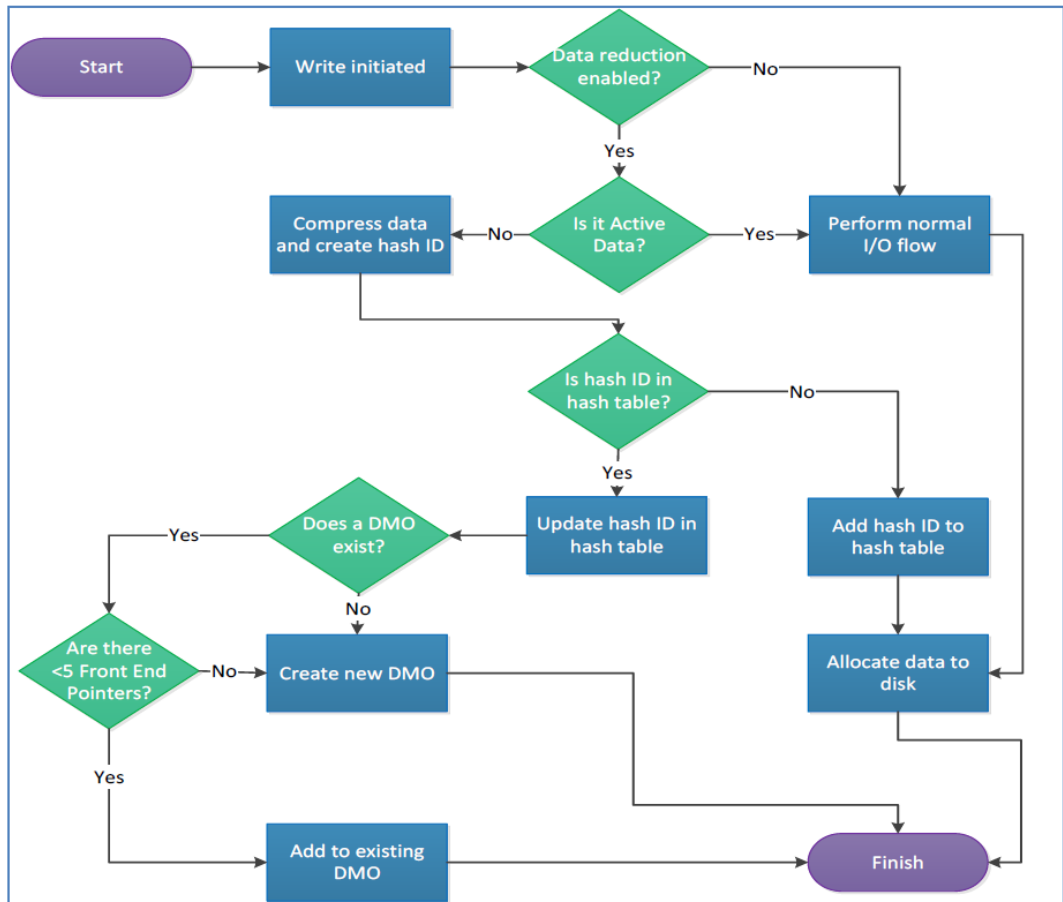 Start
Write initiated
Data reduction
enabled?
No
Yes
Compress data
and create hash ID
No
Is it Active
Data?
Yes
Perform normal
I/O flow
Is hash ID in
hash table?
No
Yes
Does a DMO
exist?
Yes
Update hash ID in
hash table
Add hash ID to
hash table
No
Are there
<5 Front End
Pointers?
No
Create new DMO
Allocate data to
disk
Yes
Add to existing
DMO
Finish